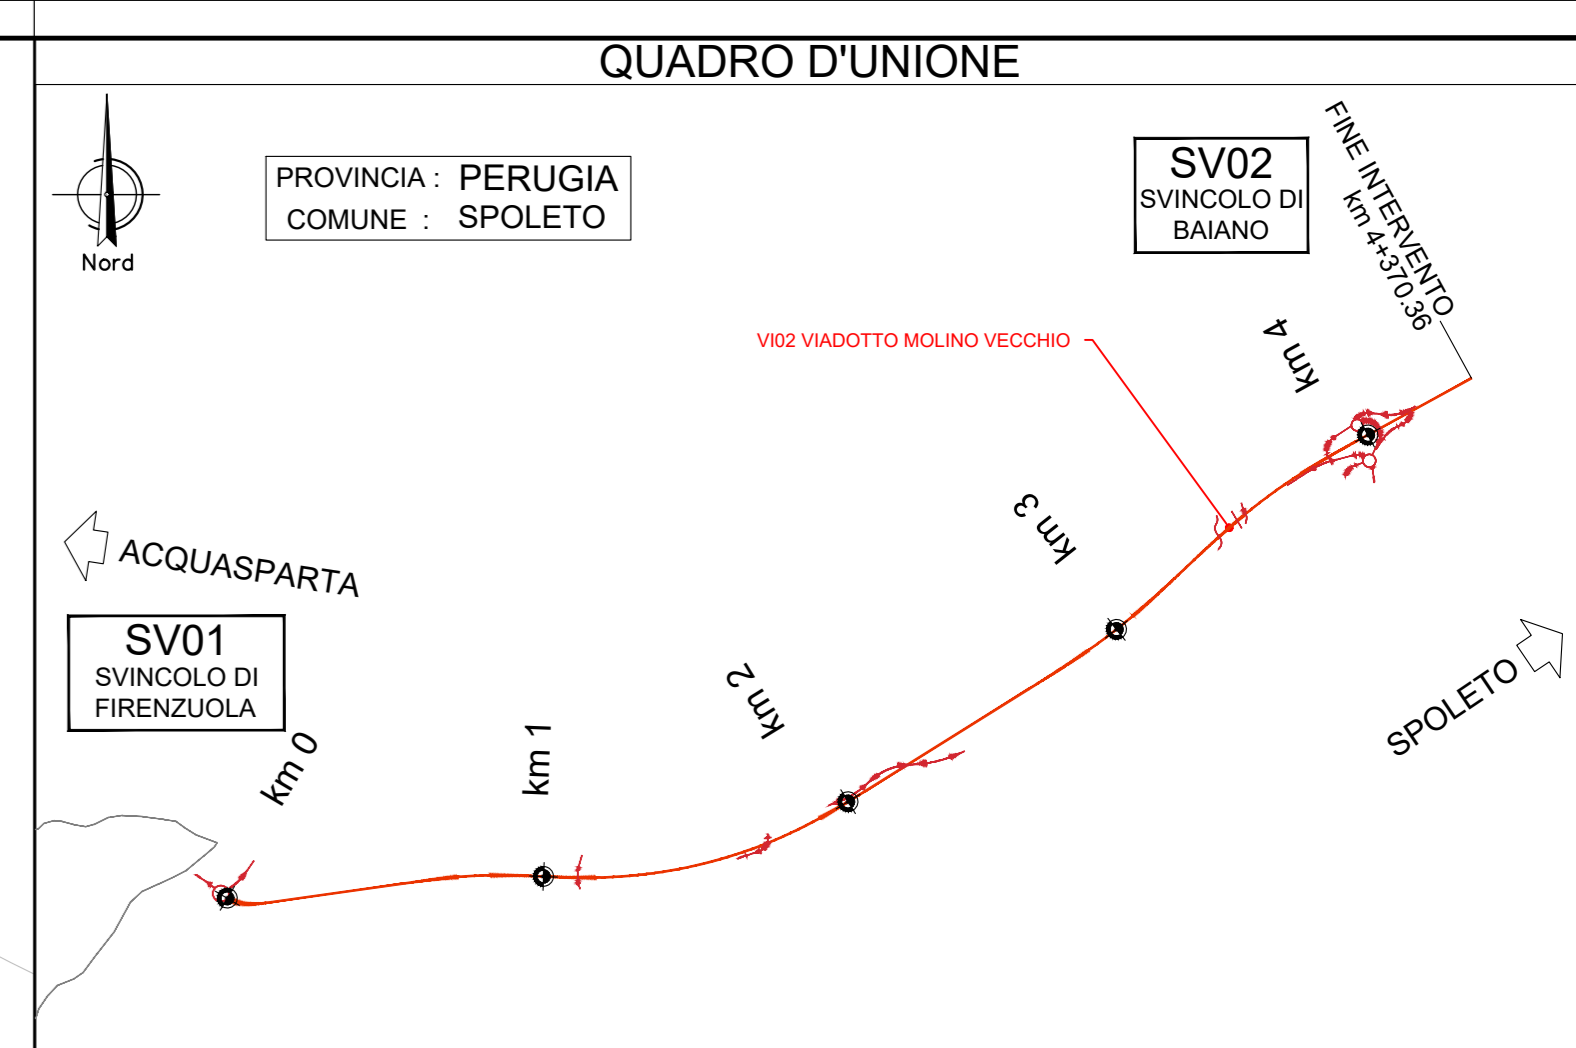 QUADRO D'UNIONE
Nord
PROVINCIA : PERUGIA
COMUNE : SPOLETO
SV02
SVINCOLO DI
BAIANO
FINE INTERVENTO
km 4+370.36
VI02 VIADOTTO MOLINO VECCHIO
km 4
km 3
ACQUASPARTA
SV01
SVINCOLO DI
FIRENZUOLA
km 2
SPOLETO
km 1
km 0